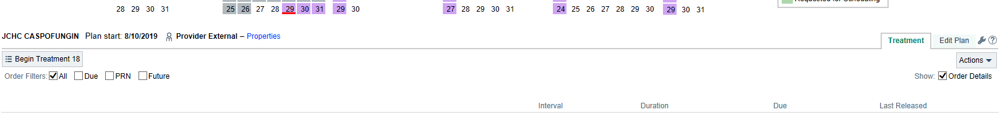 Requested for Scheduling
28 29 30 31 25 26 27 28 29 30 31 29 30 27 28 29 30 31 24 25 26 27 28 29 30 29 30 31
JCHC CASPOFUNGIN Plan start: 8/10/2019 Provider External – Properties
Treatment Edit Plan ?
Begin Treatment 18 Actions
Order Filters: All Due PRN Future Show: Order Details
Interval Duration Due Last Released